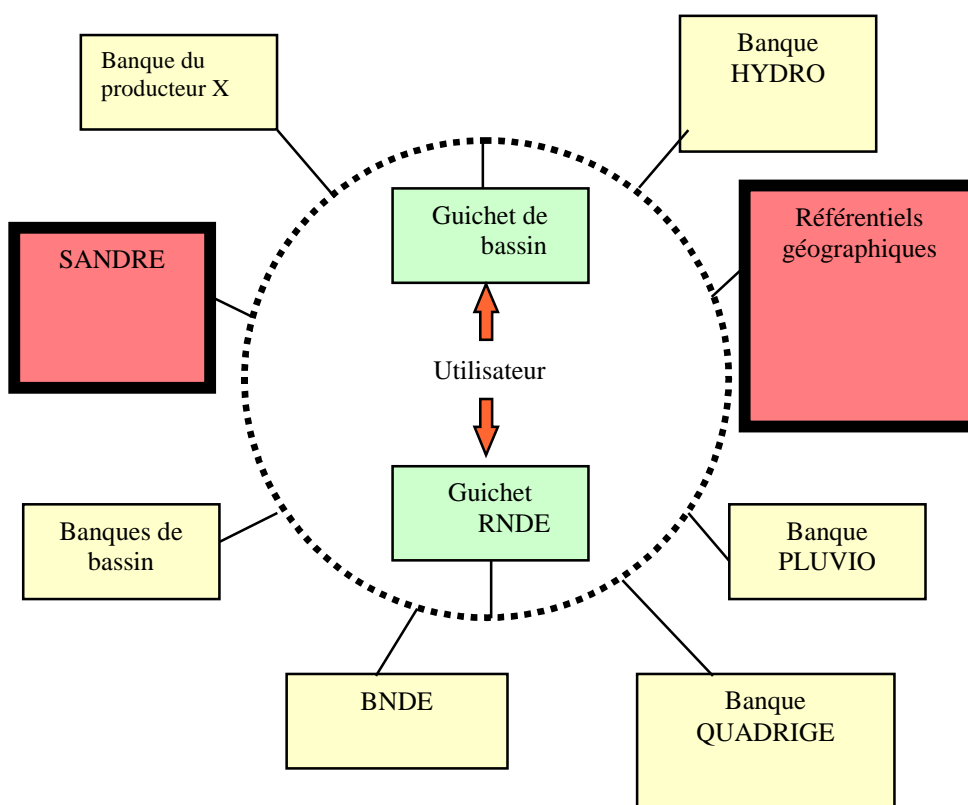 Banque du
producteur X
Banque
HYDRO
Guichet de
bassin
SANDRE
Référentiels
géographiques
Utilisateur
Guichet
RNDE
Banques de
bassin
Banque
PLUVIO
BNDE
Banque
QUADRIGE